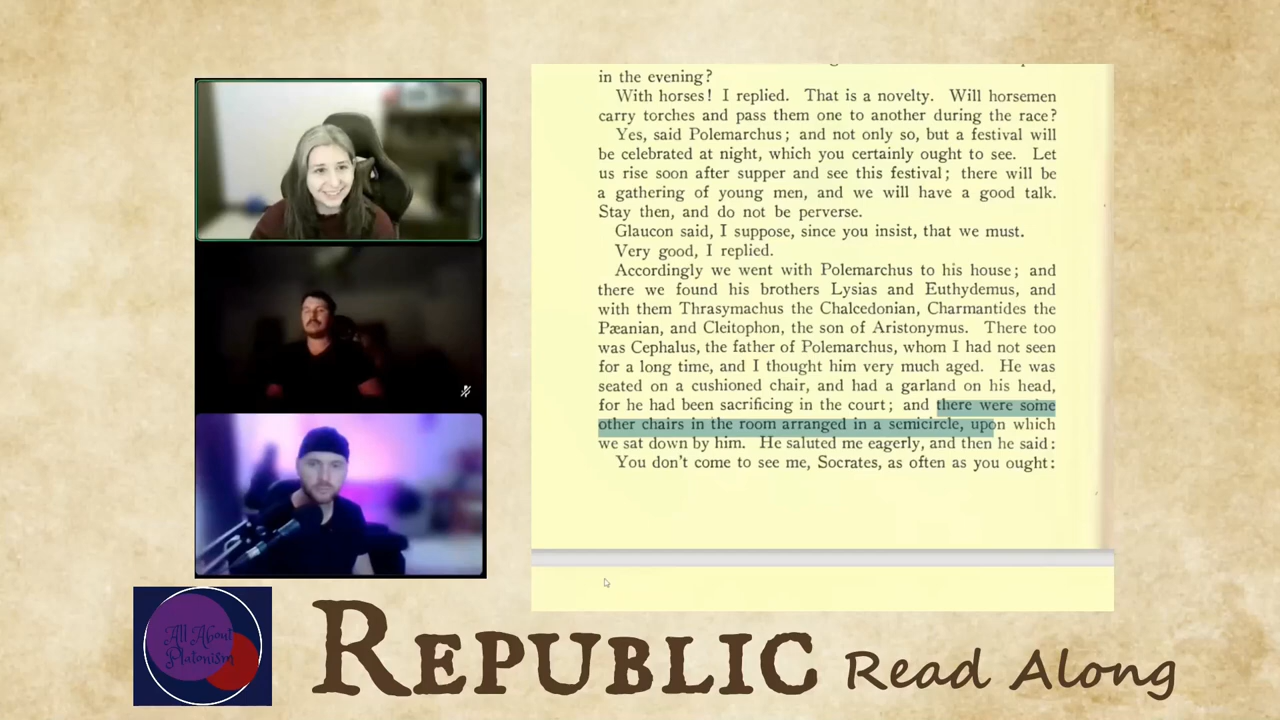 in the evening?
With horses! I replied. That is a novelty. Will horsemen
carry torches and pass them one to another during the race?
Yes, said Polemarchus; and not only so, but a festival will
be celebrated at night, which you certainly ought to see. Let
us rise soon after supper and see this festival; there will be
a gathering of young men, and we will have a good talk.
Stay then, and do not be perverse.
Glaucon said, I suppose, since you insist, that we must.
Very good, I replied.
Accordingly we went with Polemarchus to his house; and
there we found his brothers Lysias and Euthydemus, and
with them Thrasymachus the Chalcedonian, Charmantides the
Pæanian, and Cleitophon, the son of Aristonymus. There too
was Cephalus, the father of Polemarchus, whom I had not seen
for a long time, and I thought him very much aged. He was
seated on a cushioned chair, and had a garland on his head,
for he had been sacrificing in the court; and there were some
other chairs in the room arranged in a semicircle, upon which
we sat down by him. He saluted me eagerly, and then he said:
You don't come to see me, Socrates, as often as you ought:
All About
Platonism
REPUBLIC Read Along